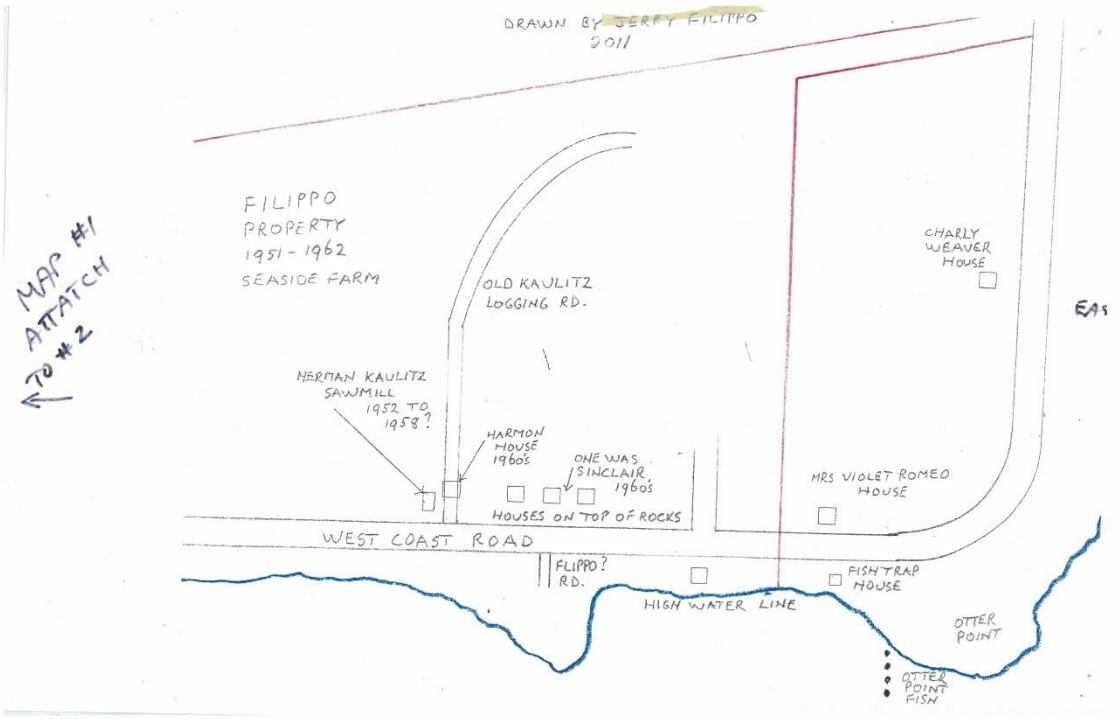 DRAWN BY JERRY FILIPPO
2011
MAP #1
ATTATCH
TO #2
FILIPPO
PROPERTY
1951-1962
SEASIDE FARM
OLD KAULITZ
LOGGING RD.
CHARLY
WEAVER
HOUSE
EAS
HERMAN KAULITZ
SAWMILL
1952 TO
1958?
HARMON
HOUSE
1960's
ONE WAS
SINCLAIR
1960's
MRS VIOLET ROMEO
HOUSE
HOUSES ON TOP OF ROCKS
WEST COAST ROAD
FLIPPO?
RD.
FISHTRAP
HOUSE
HIGH WATER LINE
OTTER
POINT
OTTER
POINT
FISH